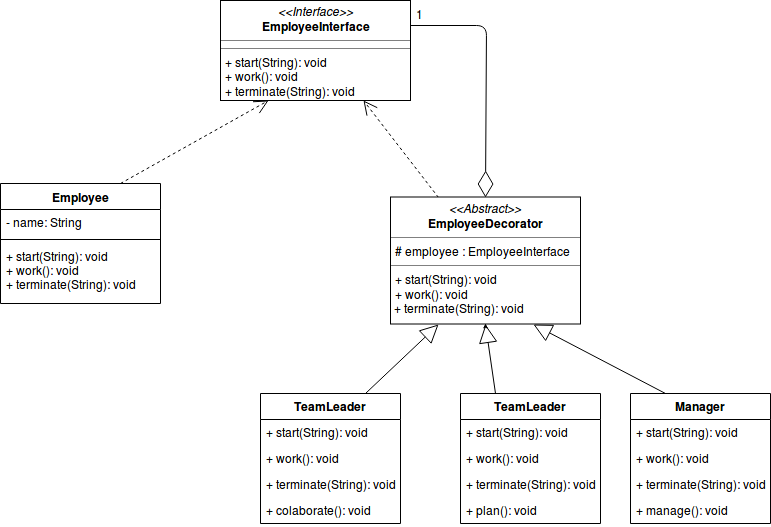 <<Interface>>
EmployeeInterface
+ start(String): void
+ work(): void
+ terminate(String): void
1
Employee
- name: String
+ start(String): void
+ work(): void
+ terminate(String): void
<<Abstract>>
EmployeeDecorator
# employee : EmployeeInterface
+ start(String): void
+ work(): void
+ terminate(String): void
TeamLeader
+ start(String): void
+ work(): void
+ terminate(String): void
+ colaborate(): void
TeamLeader
+ start(String): void
+ work(): void
+ terminate(String): void
+ plan(): void
Manager
+ start(String): void
+ work(): void
+ terminate(String): void
+ manage(): void